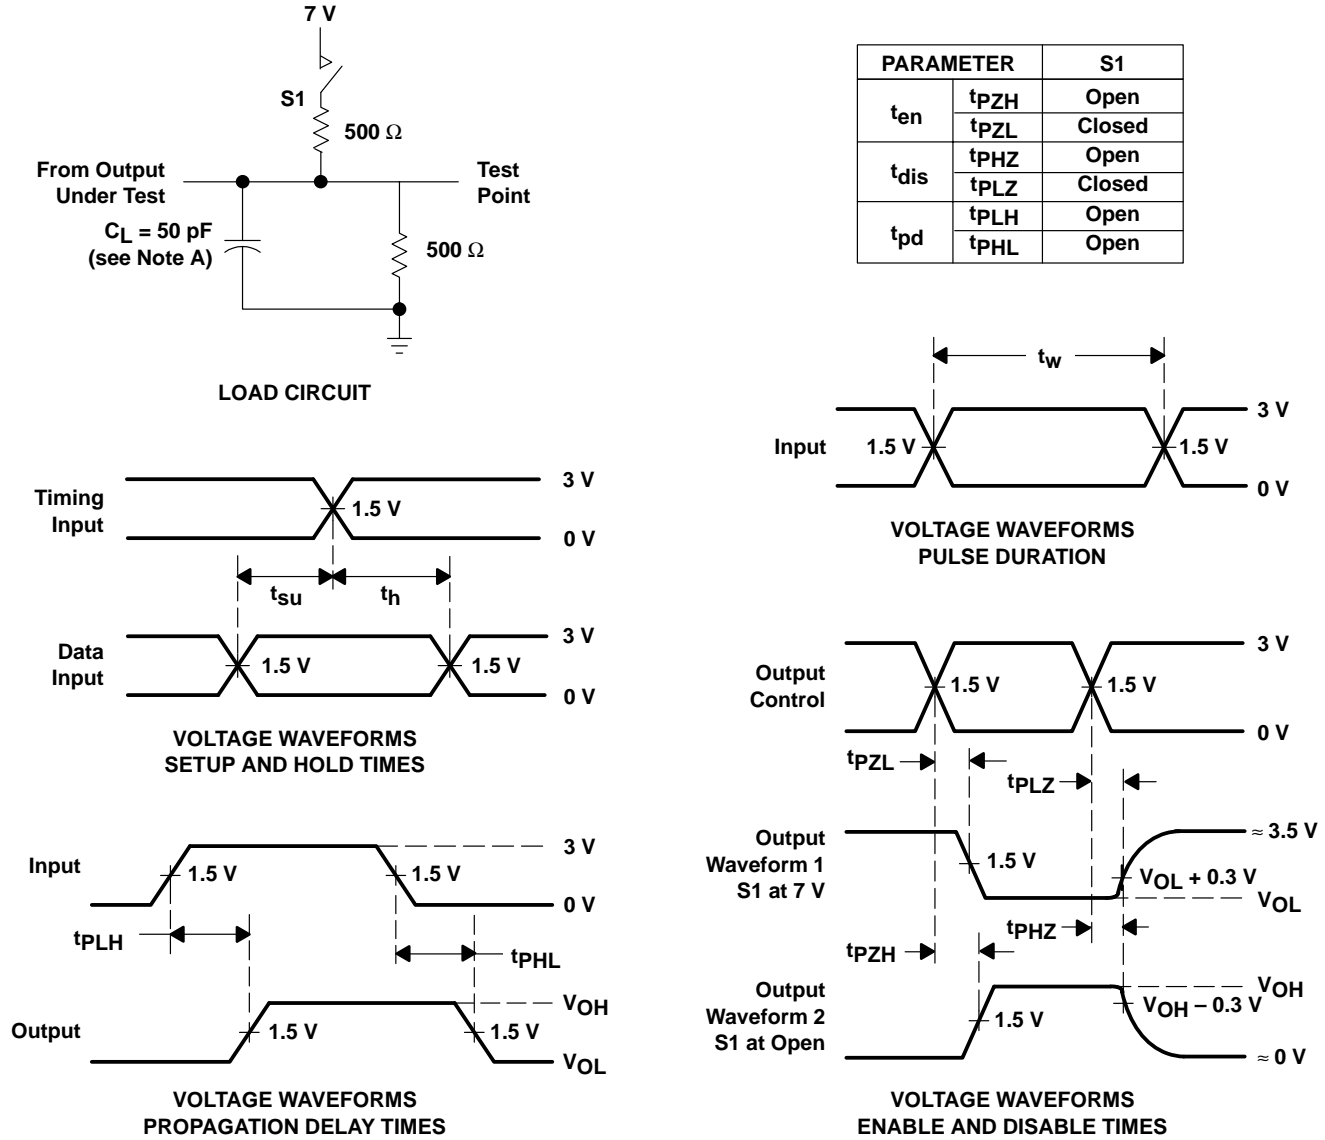 7 V
S1
500 Ω
From Output
Under Test
Test
Point
CL = 50 pF
(see Note A)
500 Ω
LOAD CIRCUIT
PARAMETER S1
ten tPZH Open
tPZL Closed
tdis tPHZ Open
tPLZ Closed
tpd tPLH Open
tPHL Open
tw
Input
1.5 V
1.5 V
3 V
0 V
VOLTAGE WAVEFORMS
PULSE DURATION
Timing
Input
1.5 V
3 V
0 V
tsu
th
Data
Input
1.5 V
1.5 V
3 V
0 V
VOLTAGE WAVEFORMS
SETUP AND HOLD TIMES
Input
1.5 V
1.5 V
3 V
0 V
tPLH
tPHL
Output
1.5 V
1.5 V
VOH
VOL
VOLTAGE WAVEFORMS
PROPAGATION DELAY TIMES
Output
Control
1.5 V
1.5 V
3 V
0 V
tPZL
tPLZ
Output
Waveform 1
S1 at 7 V
1.5 V
≈ 3.5 V
VOL + 0.3 V
VOL
tPZH
tPHZ
Output
Waveform 2
S1 at Open
1.5 V
VOH
VOH – 0.3 V
≈ 0 V
VOLTAGE WAVEFORMS
ENABLE AND DISABLE TIMES